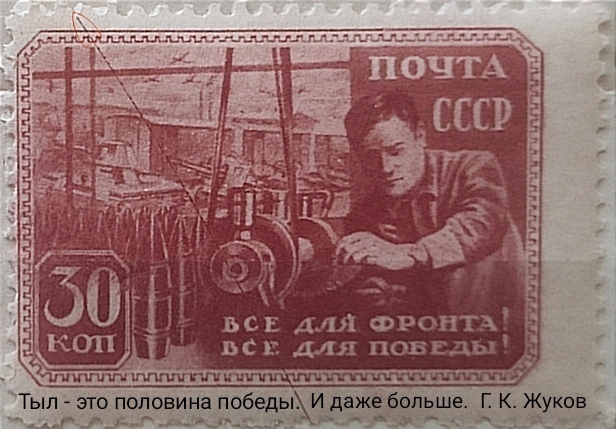 ПОЧТА
СССР
30
КОП
ВСЕ ДЛЯ ФРОНТА!
ВСЕ ДЛЯ ПОБЕДЫ!
Тыл - это половина победы. И даже больше. Г. К. Жуков